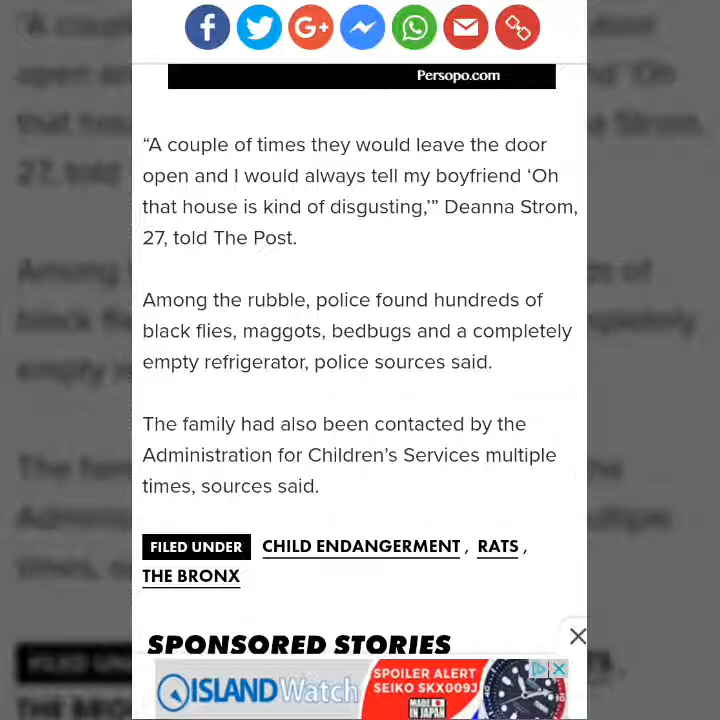 Persopo.com
“A couple of times they would leave the door
open and I would always tell my boyfriend ‘Oh
that house is kind of disgusting,’” Deanna Strom,
27, told The Post.
Among the rubble, police found hundreds of
black flies, maggots, bedbugs and a completely
empty refrigerator, police sources said.
The family had also been contacted by the
Administration for Children’s Services multiple
times, sources said.
FILED UNDER CHILD ENDANGERMENT , RATS ,
THE BRONX
SPONSORED STORIES
ISLAND Watch
SPOILER ALERT
SEIKO SKX009J
MADE
IN JAPAN